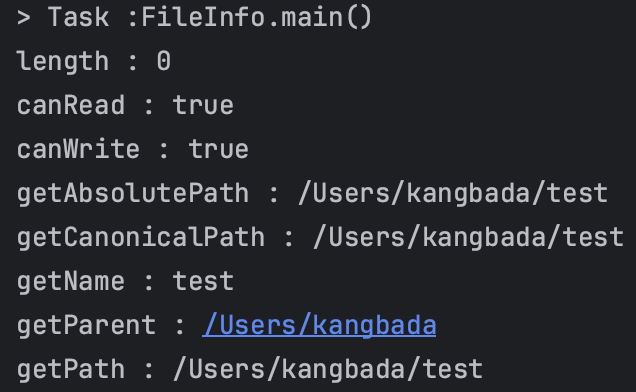 > Task :FileInfo.main()
length : 0
canRead : true
canWrite : true
getAbsolutePath : /Users/kangbada/test
getCanonicalPath : /Users/kangbada/test
getName : test
getParent : /Users/kangbada
getPath : /Users/kangbada/test